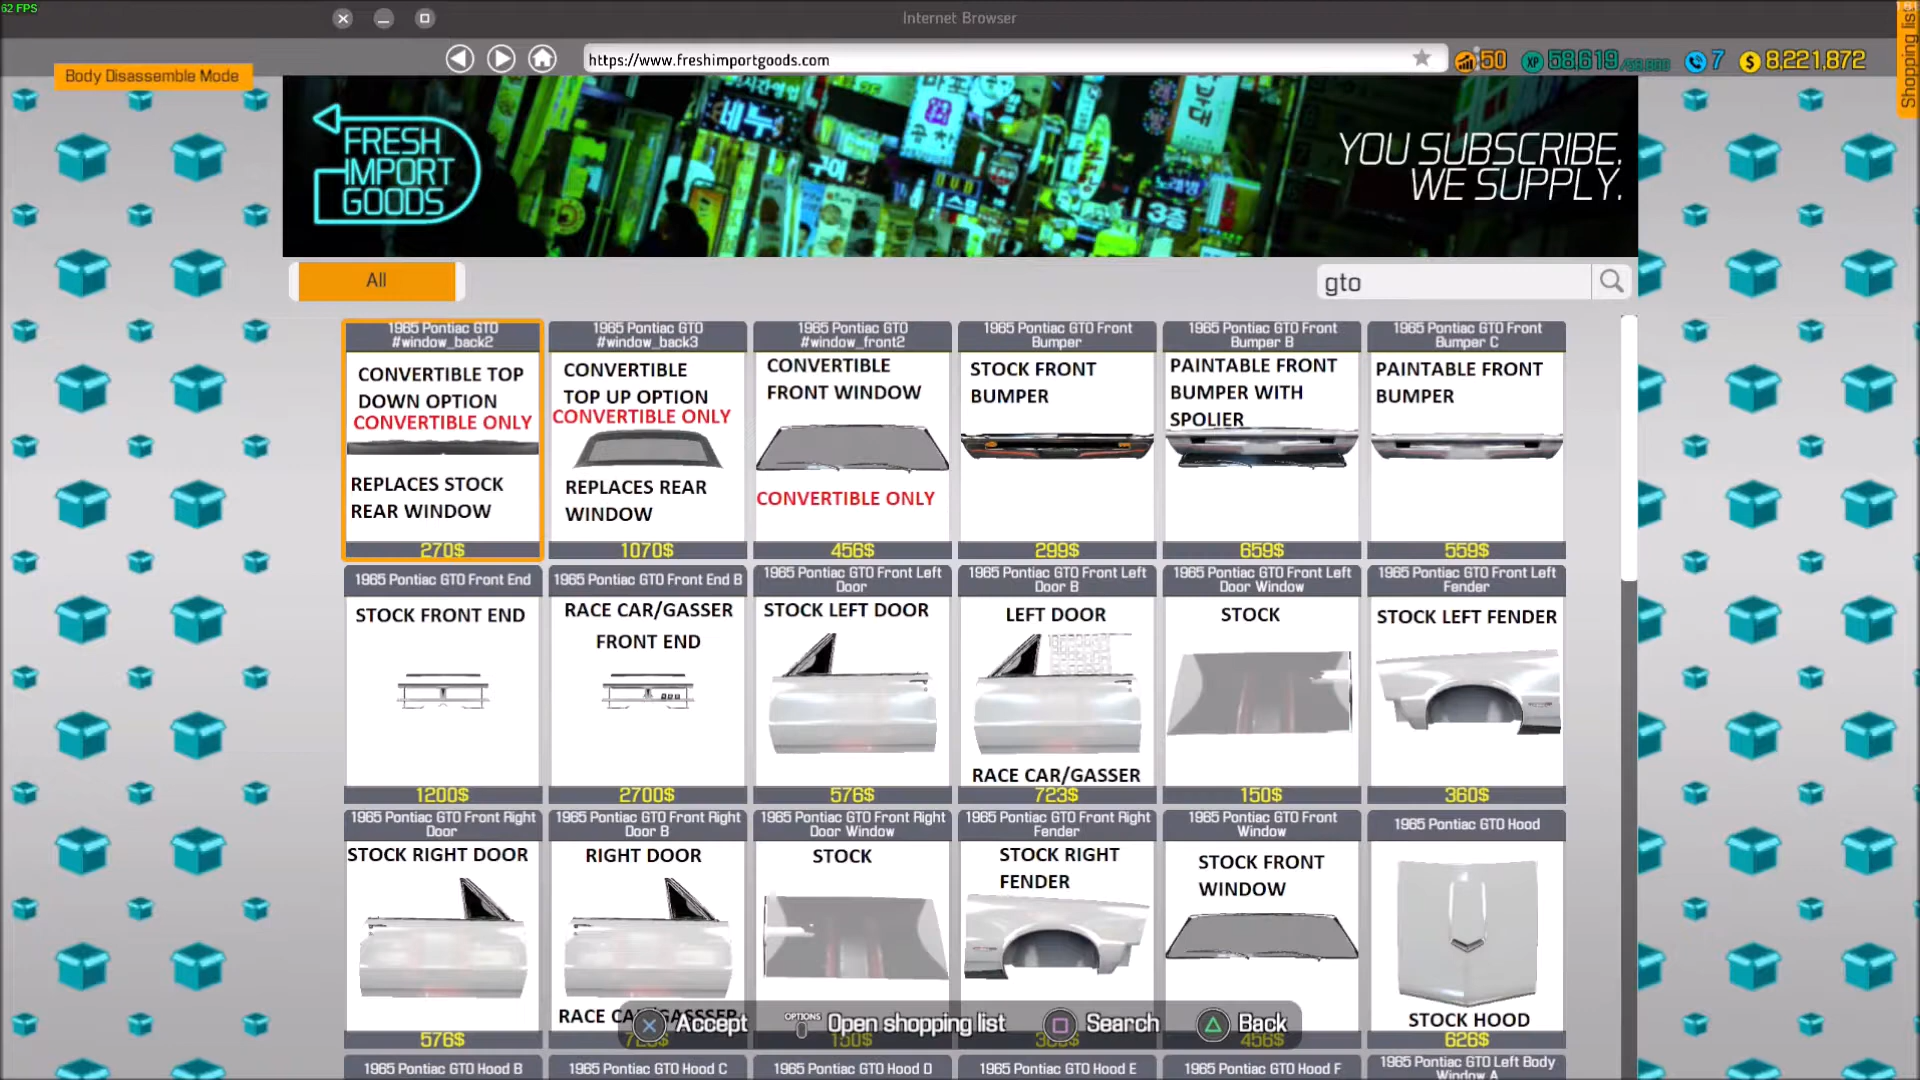 62 FPS
Internet Browser
https://www.freshimportgoods.com
50
XP
58,619
7
$
8,221,872
Shopping list
Body Disassemble Mode
FRESH
IMPORT
GOODS
YOU SUBSCRIBE.
WE SUPPLY.
All
gto
1965 Pontiac GTO
#window_back2
CONVERTIBLE TOP
DOWN OPTION
CONVERTIBLE ONLY
REPLACES STOCK
REAR WINDOW
270$
1965 Pontiac GTO
#window_back3
CONVERTIBLE
TOP UP OPTION
CONVERTIBLE ONLY
REPLACES REAR
WINDOW
1070$
1965 Pontiac GTO
#window_front2
CONVERTIBLE
FRONT WINDOW
CONVERTIBLE ONLY
456$
1965 Pontiac GTO Front
Bumper
STOCK FRONT
BUMPER
299$
1965 Pontiac GTO Front
Bumper B
PAINTABLE FRONT
BUMPER WITH
SPOLIER
659$
1965 Pontiac GTO Front
Bumper C
PAINTABLE FRONT
BUMPER
559$
1965 Pontiac GTO Front End
STOCK FRONT END
1200$
1965 Pontiac GTO Front End B
RACE CAR/GASSER
FRONT END
2700$
1965 Pontiac GTO Front Left
Door
STOCK LEFT DOOR
576$
1965 Pontiac GTO Front Left
Door B
LEFT DOOR
RACE CAR/GASSER
723$
1965 Pontiac GTO Front Left
Door Window
STOCK
150$
1965 Pontiac GTO Front Left
Fender
STOCK LEFT FENDER
360$
1965 Pontiac GTO Front Right
Door
STOCK RIGHT DOOR
576$
1965 Pontiac GTO Front Right
Door B
RIGHT DOOR
1965 Pontiac GTO Front Right
Door Window
STOCK
150$
1965 Pontiac GTO Front Right
Fender
STOCK RIGHT
FENDER
1965 Pontiac GTO Front
Window
STOCK FRONT
WINDOW
456$
1965 Pontiac GTO Hood
STOCK HOOD
626$
Accept
OPTIONS
Open shopping list
Search
Back
1965 Pontiac GTO Hood B
1965 Pontiac GTO Hood C
1965 Pontiac GTO Hood D
1965 Pontiac GTO Hood E
1965 Pontiac GTO Hood F
1965 Pontiac GTO Left Body
Window A